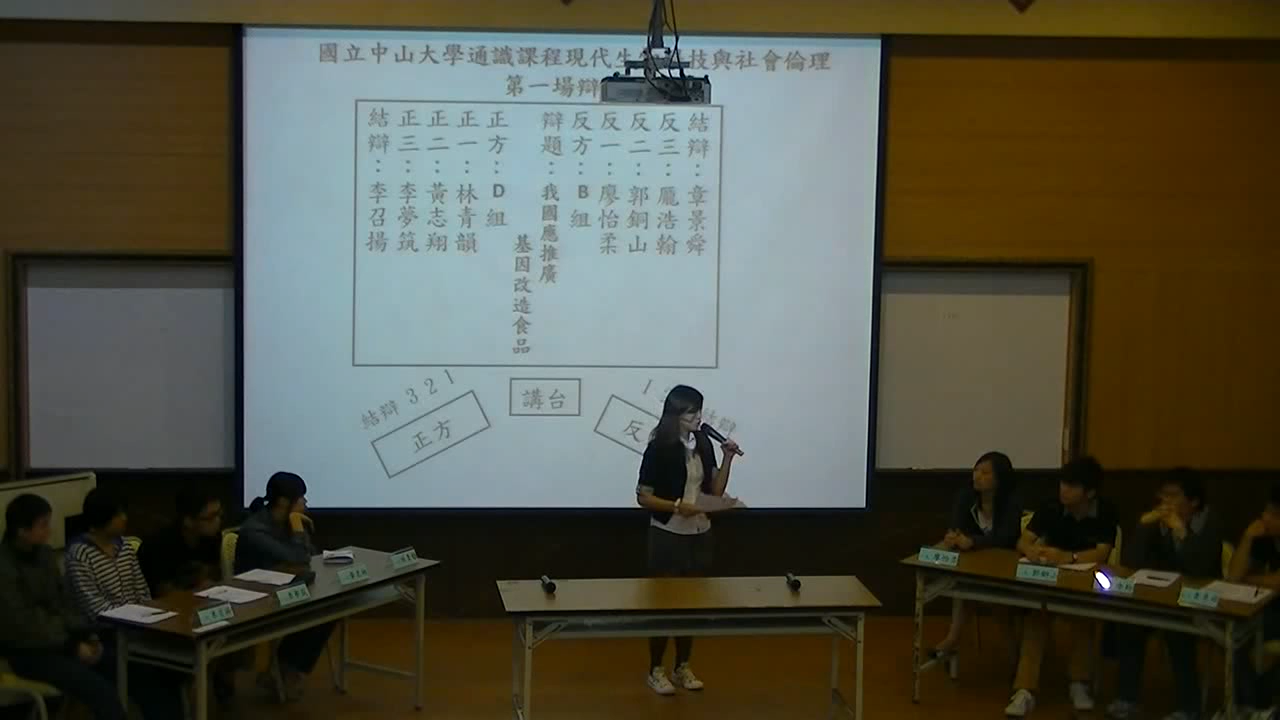 國立中山大學通識課程現代生 技與社會倫理
第一場辯
結辯：章景舜
反三：龐浩翰
反二：郭銅山
反一：廖怡柔
反方：B組
辯題：我國應推廣
基因改造食品
正方：D組
正一：林青韻
正二：黃志翔
正三：李夢筑
結辯：李召揚
結辯 3 2 1
正方
講台
1
反